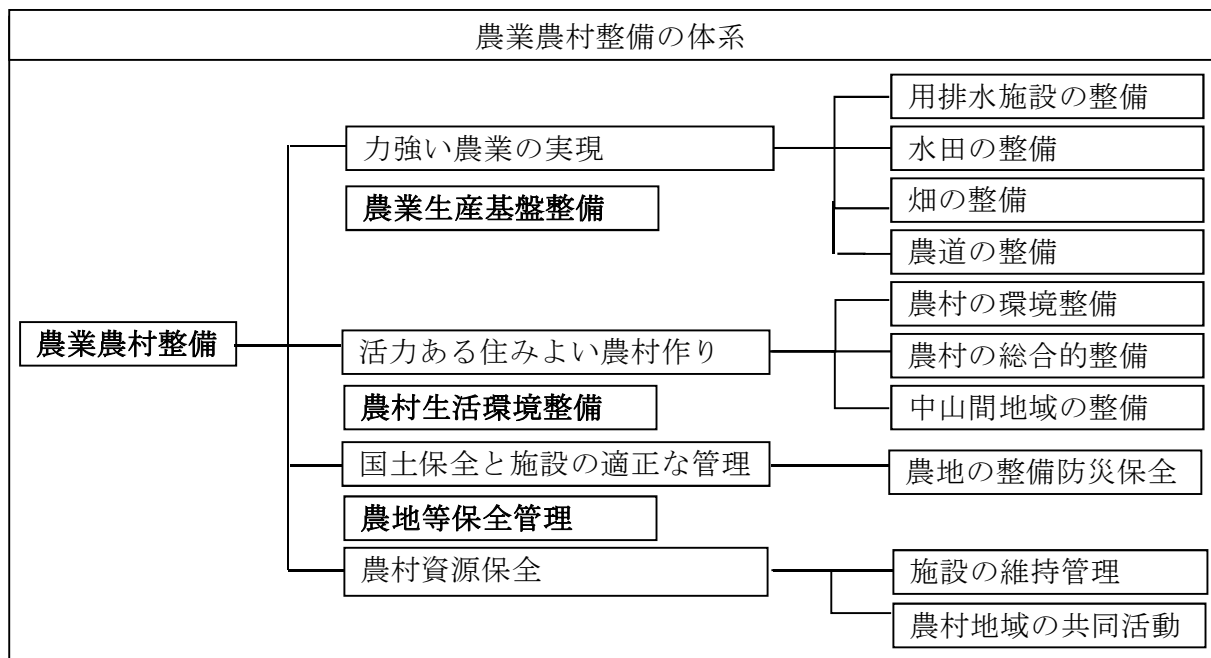 農業農村整備の体系
農業農村整備
力強い農業の実現
農業生産基盤整備
用排水施設の整備
水田の整備
畑の整備
農道の整備
活力ある住みよい農村作り
農村生活環境整備
農村の環境整備
農村の総合的整備
中山間地域の整備
国土保全と施設の適正な管理
農地等保全管理
農地の整備防災保全
農村資源保全
施設の維持管理
農村地域の共同活動